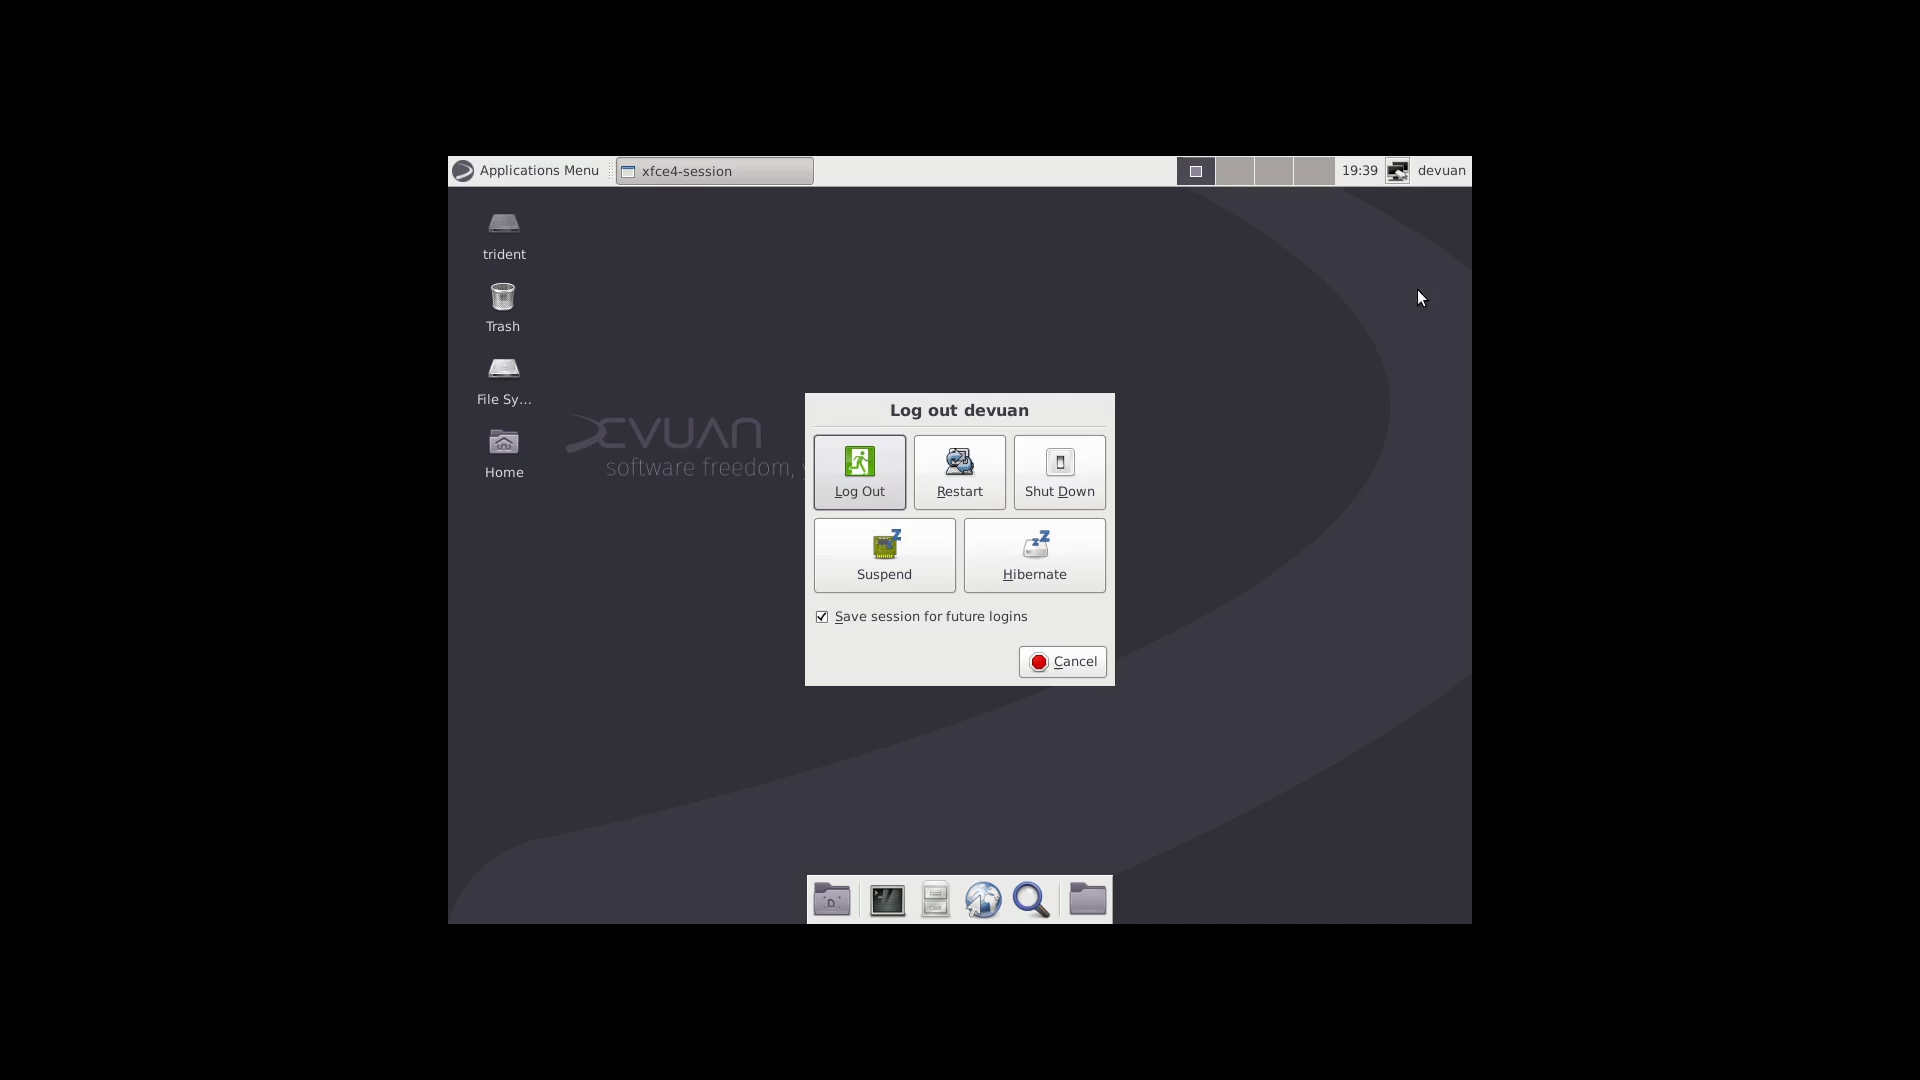 Applications Menu
xfce4-session
19:39
devuan
trident
Trash
File Sy...
Home
DEVUAN
software freedom,
Log out devuan
Log Out
Restart
Shut Down
Suspend
Hibernate
Save session for future logins
Cancel